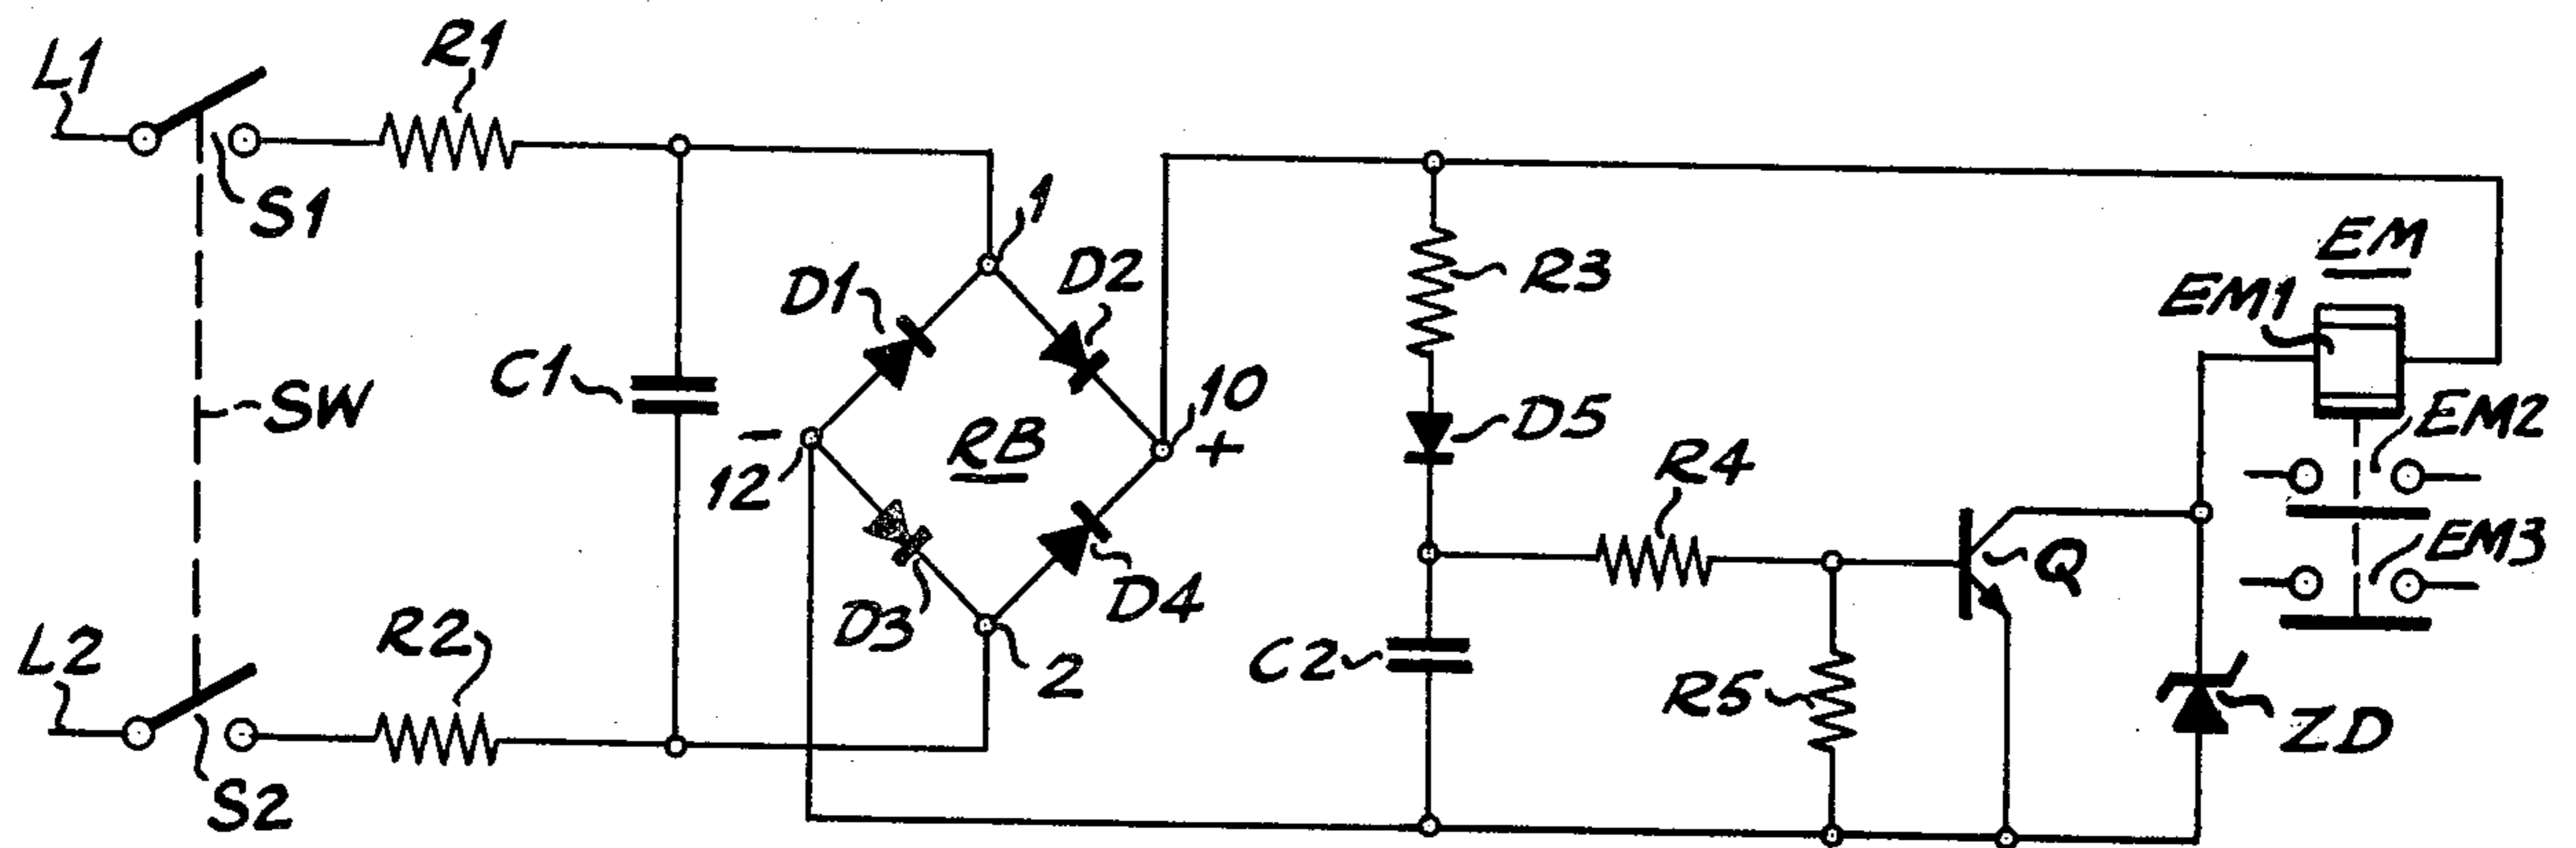 L1
R1
S1
SW
C1
L2
R2
S2
1
D1
D2
10
+
-
12
RB
D3
D4
2
R3
D5
R4
C2
R5
Q
ZD
EM
EM1
EM2
EM3